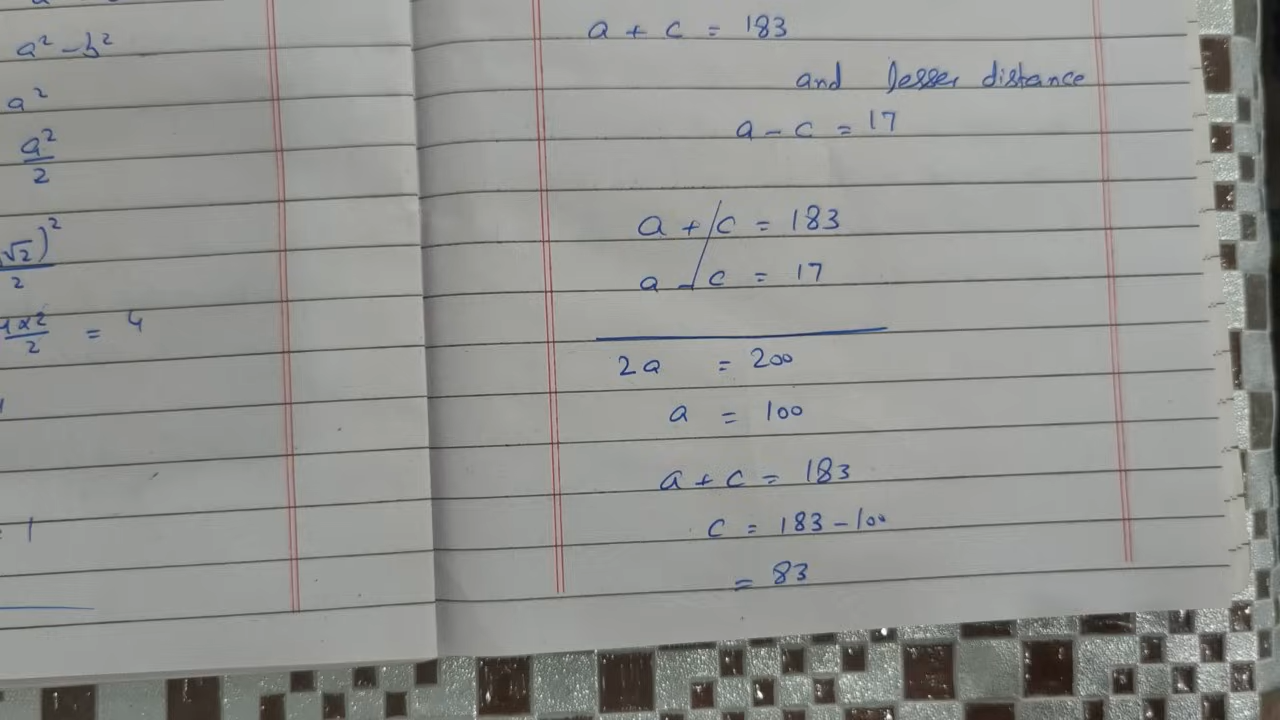 a² - b²
a²
a²/2
√2)²/2
4×2/2 = 4
= 1
a + c = 183
and lesser distance
a - c = 17
a + c = 183
a - c = 17
2a = 200
a = 100
a + c = 183
c = 183 - 100
= 83